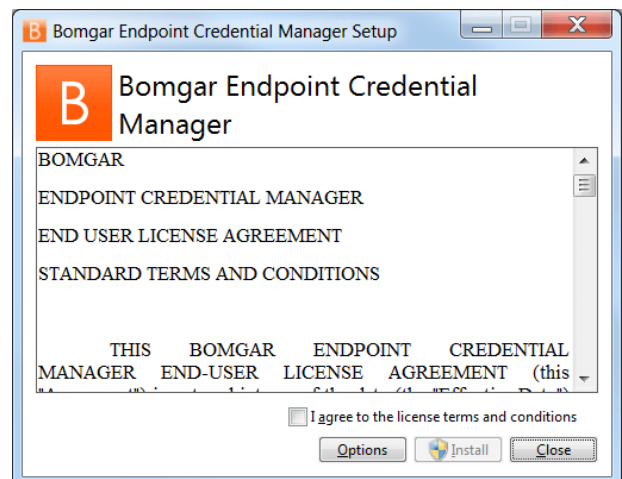 B Bomgar Endpoint Credential Manager Setup
B Bomgar Endpoint Credential
Manager
BOMGAR
ENDPOINT CREDENTIAL MANAGER
END USER LICENSE AGREEMENT
STANDARD TERMS AND CONDITIONS
THIS BOMGAR ENDPOINT CREDENTIAL
MANAGER END-USER LICENSE AGREEMENT (this
I agree to the license terms and conditions
Options Install Close